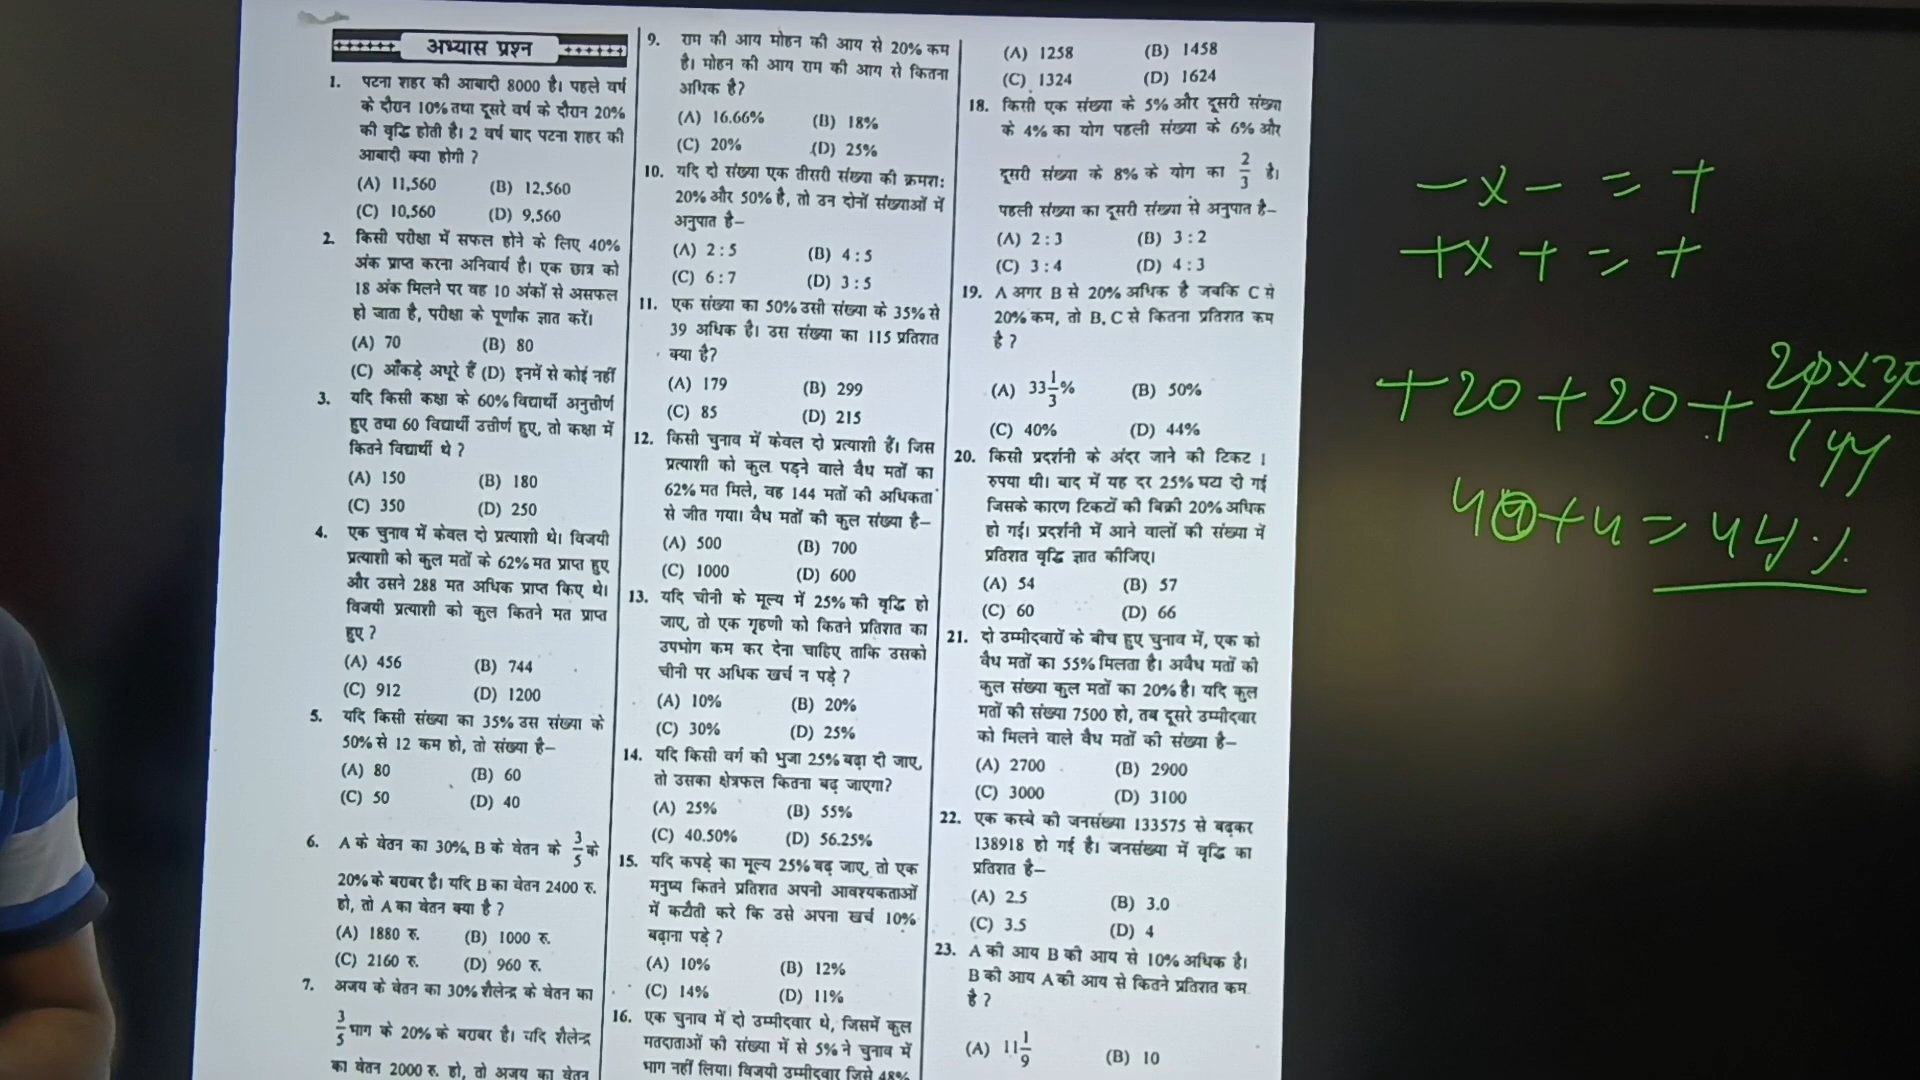 अभ्यास प्रश्न
1. पटना शहर की आबादी 8000 है। पहले वर्ष
के दौरान 10% तथा दूसरे वर्ष के दौरान 20%
की वृद्धि होती है। 2 वर्ष बाद पटना शहर की
आबादी क्या होगी ?
(A) 11,560 (B) 12,560
(C) 10,560 (D) 9,560
2. किसी परीक्षा में सफल होने के लिए 40%
अंक प्राप्त करना अनिवार्य है। एक छात्र को
18 अंक मिलने पर वह 10 अंकों से असफल
हो जाता है, परीक्षा के पूर्णांक ज्ञात करें।
(A) 70 (B) 80
(C) आँकड़े अधूरे हैं (D) इनमें से कोई नहीं
3. यदि किसी कक्षा के 60% विद्यार्थी अनुत्तीर्ण
हुए तथा 60 विद्यार्थी उत्तीर्ण हुए, तो कक्षा में
कितने विद्यार्थी थे ?
(A) 150 (B) 180
(C) 350 (D) 250
4. एक चुनाव में केवल दो प्रत्याशी थे। विजयी
प्रत्याशी को कुल मतों के 62% मत प्राप्त हुए
और उसने 288 मत अधिक प्राप्त किए थे।
विजयी प्रत्याशी को कुल कितने मत प्राप्त
हुए ?
(A) 456 (B) 744
(C) 912 (D) 1200
5. यदि किसी संख्या का 35% उस संख्या के
50% से 12 कम हो, तो संख्या है–
(A) 80 (B) 60
(C) 50 (D) 40
6. A के वेतन का 30%, B के वेतन के 3/5 के
20% के बराबर है। यदि B का वेतन 2400 रु.
हो, तो A का वेतन क्या है ?
(A) 1880 रु. (B) 1000 रु.
(C) 2160 रु. (D) 960 रु.
7. अजय के वेतन का 30% शैलेन्द्र के वेतन का
3/5 भाग के 20% के बराबर है। यदि शैलेन्द्र
का वेतन 2000 रु. हो, तो अजय का वेतन
9. राम की आय मोहन की आय से 20% कम
है। मोहन की आय राम की आय से कितना
अधिक है?
(A) 16.66% (B) 18%
(C) 20% (D) 25%
10. यदि दो संख्या एक तीसरी संख्या की क्रमशः
20% और 50% है, तो उन दोनों संख्याओं में
अनुपात है–
(A) 2 : 5 (B) 4 : 5
(C) 6 : 7 (D) 3 : 5
11. एक संख्या का 50% उसी संख्या के 35% से
39 अधिक है। उस संख्या का 115 प्रतिशत
क्या है?
(A) 179 (B) 299
(C) 85 (D) 215
12. किसी चुनाव में केवल दो प्रत्याशी हैं। जिस
प्रत्याशी को कुल पड़ने वाले वैध मतों का
62% मत मिले, वह 144 मतों की अधिकता
से जीत गया। वैध मतों की कुल संख्या है–
(A) 500 (B) 700
(C) 1000 (D) 600
13. यदि चीनी के मूल्य में 25% की वृद्धि हो
जाए, तो एक गृहणी को कितने प्रतिशत का
उपभोग कम कर देना चाहिए ताकि उसको
चीनी पर अधिक खर्च न पड़े ?
(A) 10% (B) 20%
(C) 30% (D) 25%
14. यदि किसी वर्ग की भुजा 25% बढ़ा दी जाए,
तो उसका क्षेत्रफल कितना बढ़ जाएगा?
(A) 25% (B) 55%
(C) 40.50% (D) 56.25%
15. यदि कपड़े का मूल्य 25% बढ़ जाए, तो एक
मनुष्य कितने प्रतिशत अपनी आवश्यकताओं
में कटौती करे कि उसे अपना खर्च 10%
बढ़ाना पड़े ?
(A) 10% (B) 12%
(C) 14% (D) 11%
16. एक चुनाव में दो उम्मीदवार थे, जिसमें कुल
मतदाताओं की संख्या में से 5% ने चुनाव में
भाग नहीं लिया। विजयी उम्मीदवार जिसे 48%
(A) 1258 (B) 1458
(C) 1324 (D) 1624
18. किसी एक संख्या के 5% और दूसरी संख्या
के 4% का योग पहली संख्या के 6% और
दूसरी संख्या के 8% के योग का 2/3 है।
पहली संख्या का दूसरी संख्या से अनुपात है–
(A) 2 : 3 (B) 3 : 2
(C) 3 : 4 (D) 4 : 3
19. A अगर B से 20% अधिक है जबकि C से
20% कम, तो B, C से कितना प्रतिशत कम
है ?
(A) 33 1/3% (B) 50%
(C) 40% (D) 44%
20. किसी प्रदर्शनी के अंदर जाने की टिकट 1
रुपया थी। बाद में यह दर 25% घटा दी गई
जिसके कारण टिकटों की बिक्री 20% अधिक
हो गई। प्रदर्शनी में आने वालों की संख्या में
प्रतिशत वृद्धि ज्ञात कीजिए।
(A) 54 (B) 57
(C) 60 (D) 66
21. दो उम्मीदवारों के बीच हुए चुनाव में, एक को
वैध मतों का 55% मिलता है। अवैध मतों की
कुल संख्या कुल मतों का 20% है। यदि कुल
मतों की संख्या 7500 हो, तब दूसरे उम्मीदवार
को मिलने वाले वैध मतों की संख्या है–
(A) 2700 (B) 2900
(C) 3000 (D) 3100
22. एक कस्बे की जनसंख्या 133575 से बढ़कर
138918 हो गई है। जनसंख्या में वृद्धि का
प्रतिशत है–
(A) 2.5 (B) 3.0
(C) 3.5 (D) 4
23. A की आय B की आय से 10% अधिक है।
B की आय A की आय से कितने प्रतिशत कम
है ?
(A) 11 1/9 (B) 10
– x – = +
+ x + = +
+20 + 20 + 20x20/100
40+4 = 44%